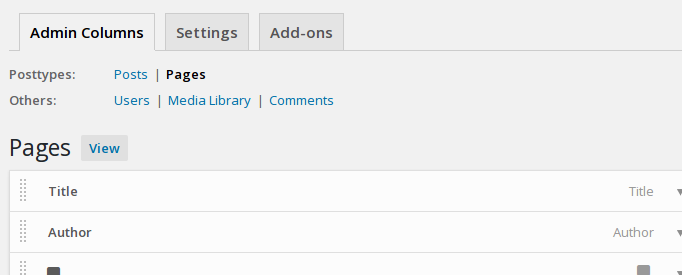 Admin Columns Settings Add-ons
Posttypes: Posts | Pages
Others: Users | Media Library | Comments
Pages View
Title Title
Author Author